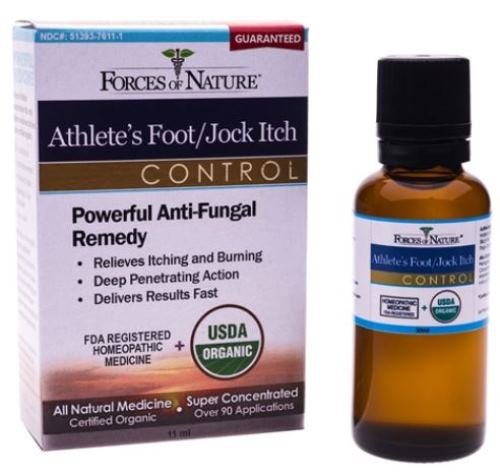 NDC#: 51393-7611-1
GUARANTEED
FORCES OF NATURE
Athlete's Foot/Jock Itch
CONTROL
Powerful Anti-Fungal
Remedy
• Relieves Itching and Burning
• Deep Penetrating Action
• Delivers Results Fast
FDA REGISTERED
HOMEOPATHIC
MEDICINE
+
USDA
ORGANIC
All Natural Medicine • Super Concentrated
Certified Organic Over 90 Applications
11 ml
FORCES OF NATURE
Athlete's Foot/Jock Itch
CONTROL
HOMEOPATHIC
MEDICINE
FDA REGISTERED
+
USDA
ORGANIC